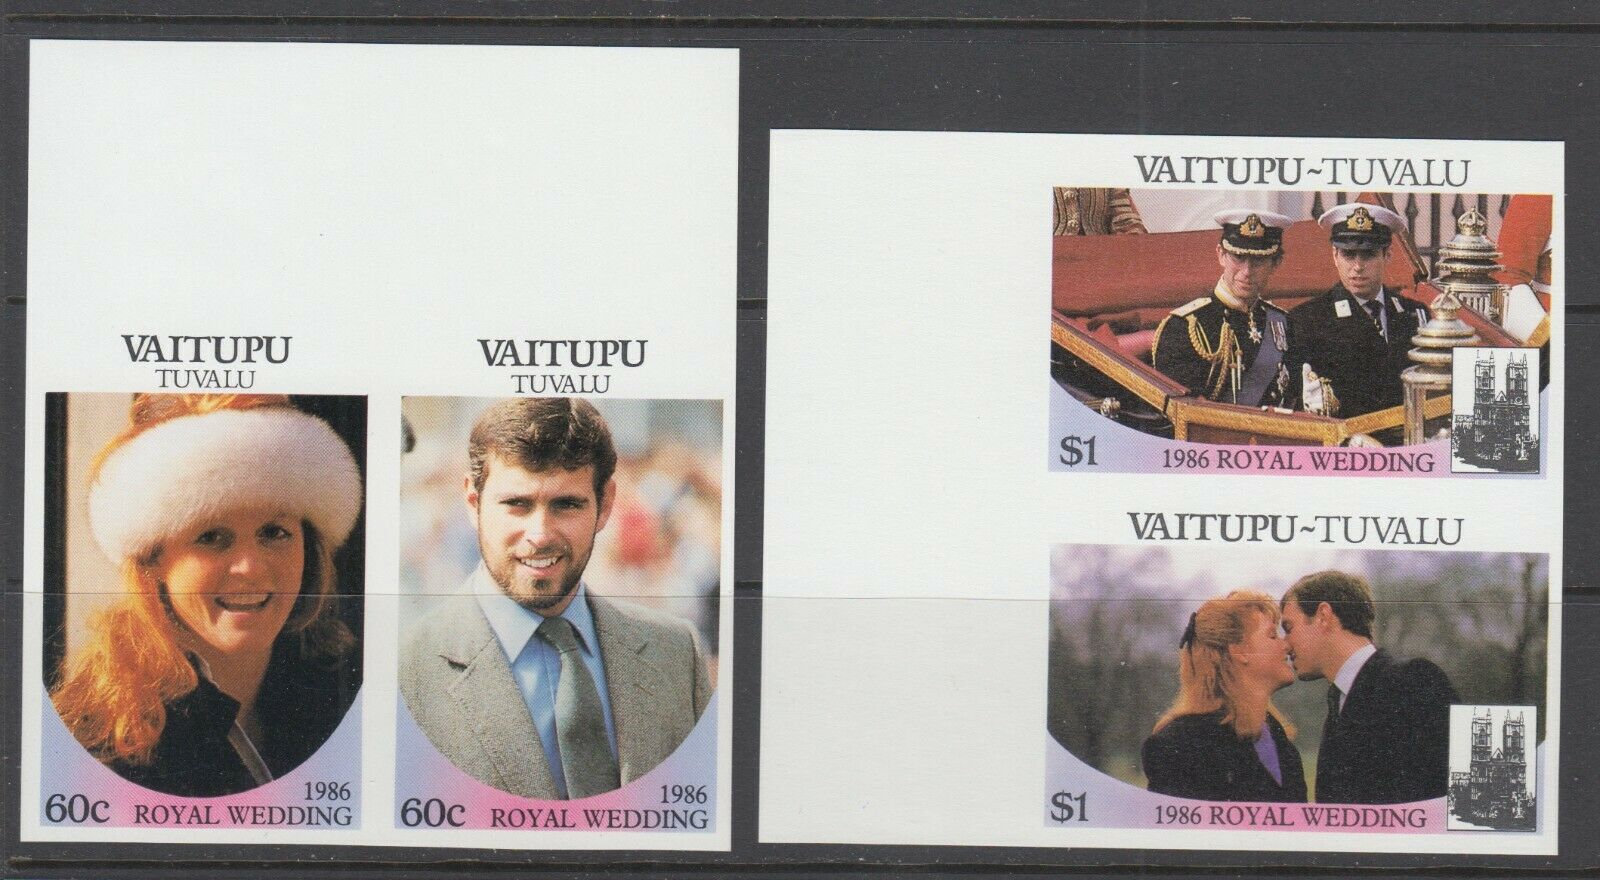 VAITUPU
TUVALU
60c
1986
ROYAL WEDDING
VAITUPU
TUVALU
60c
1986
ROYAL WEDDING
VAITUPU~TUVALU
$1
1986 ROYAL WEDDING
VAITUPU~TUVALU
$1
1986 ROYAL WEDDING